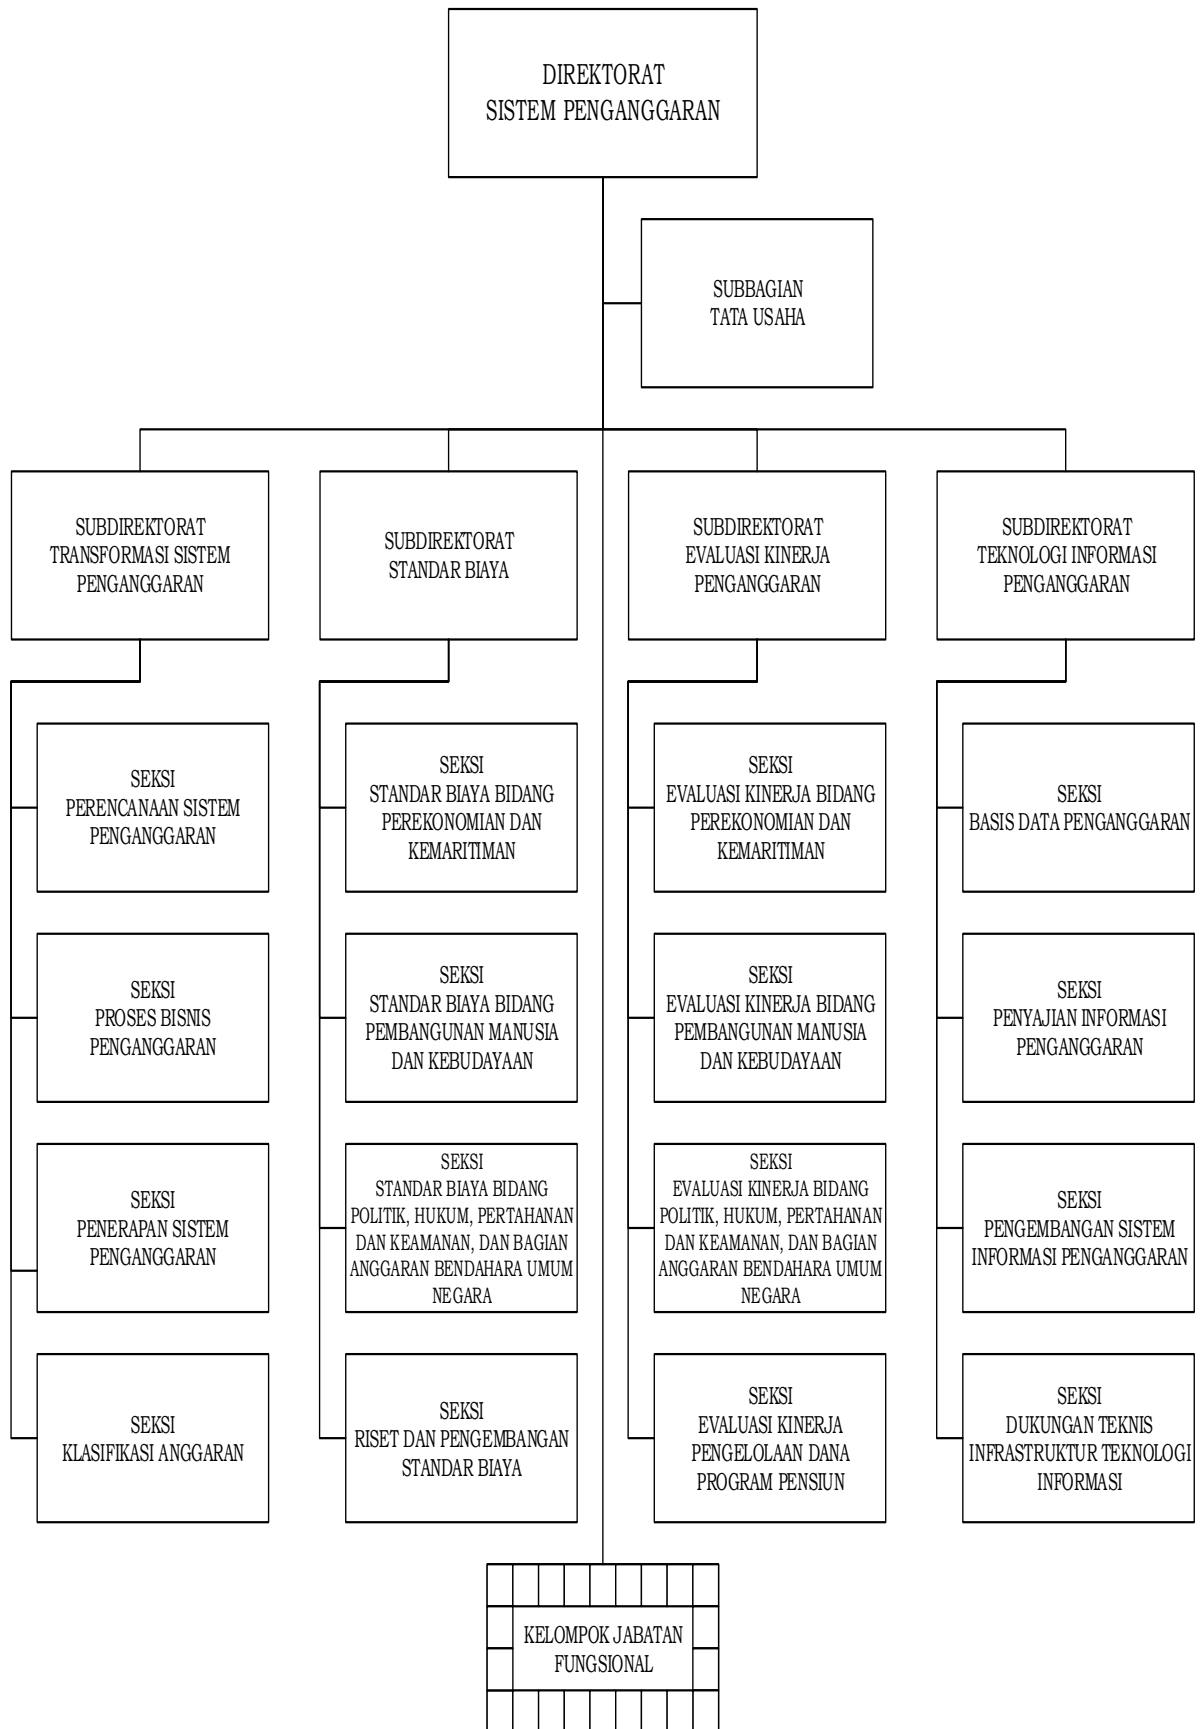 DIREKTORAT
SISTEM PENGANGGARAN
SUBBAGIAN
TATA USAHA
SUBDIREKTORAT
TRANSFORMASI SISTEM
PENGANGGARAN
SUBDIREKTORAT
STANDAR BIAYA
SUBDIREKTORAT
EVALUASI KINERJA
PENGANGGARAN
SUBDIREKTORAT
TEKNOLOGI INFORMASI
PENGANGGARAN
SEKSI
PERENCANAAN SISTEM
PENGANGGARAN
SEKSI
STANDAR BIAYA BIDANG
PEREKONOMIAN DAN
KEMARITIMAN
SEKSI
EVALUASI KINERJA BIDANG
PEREKONOMIAN DAN
KEMARITIMAN
SEKSI
BASIS DATA PENGANGGARAN
SEKSI
PROSES BISNIS
PENGANGGARAN
SEKSI
STANDAR BIAYA BIDANG
PEMBANGUNAN MANUSIA
DAN KEBUDAYAAN
SEKSI
EVALUASI KINERJA BIDANG
PEMBANGUNAN MANUSIA
DAN KEBUDAYAAN
SEKSI
PENYAJIAN INFORMASI
PENGANGGARAN
SEKSI
PENERAPAN SISTEM
PENGANGGARAN
SEKSI
STANDAR BIAYA BIDANG
POLITIK, HUKUM, PERTAHANAN
DAN KEAMANAN, DAN BAGIAN
ANGGARAN BENDAHARA UMUM
NEGARA
SEKSI
EVALUASI KINERJA BIDANG
POLITIK, HUKUM, PERTAHANAN
DAN KEAMANAN, DAN BAGIAN
ANGGARAN BENDAHARA UMUM
NEGARA
SEKSI
PENGEMBANGAN SISTEM
INFORMASI PENGANGGARAN
SEKSI
KLASIFIKASI ANGGARAN
SEKSI
RISET DAN PENGEMBANGAN
STANDAR BIAYA
SEKSI
EVALUASI KINERJA
PENGELOLAAN DANA
PROGRAM PENSIUN
SEKSI
DUKUNGAN TEKNIS
INFRASTRUKTUR TEKNOLOGI
INFORMASI
KELOMPOK JABATAN
FUNGSIONAL